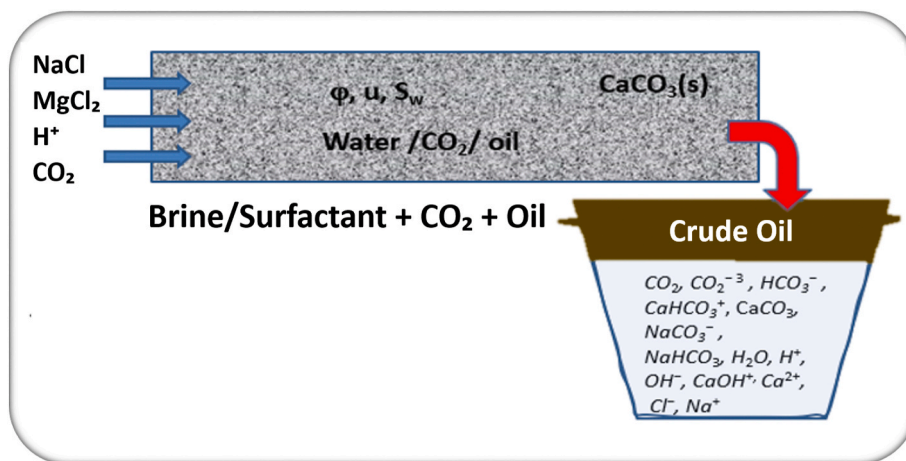 NaCl
MgCl₂
H⁺
CO₂
φ, u, Sw
CaCO₃(s)
Water /CO₂/ oil
Brine/Surfactant + CO₂ + Oil
Crude Oil
CO₂, CO₂⁻³ , HCO₃⁻ ,
CaHCO₃⁺, CaCO₃,
NaCO₃⁻ ,
NaHCO₃, H₂O, H⁺,
OH⁻, CaOH⁺, Ca²⁺,
Cl⁻, Na⁺